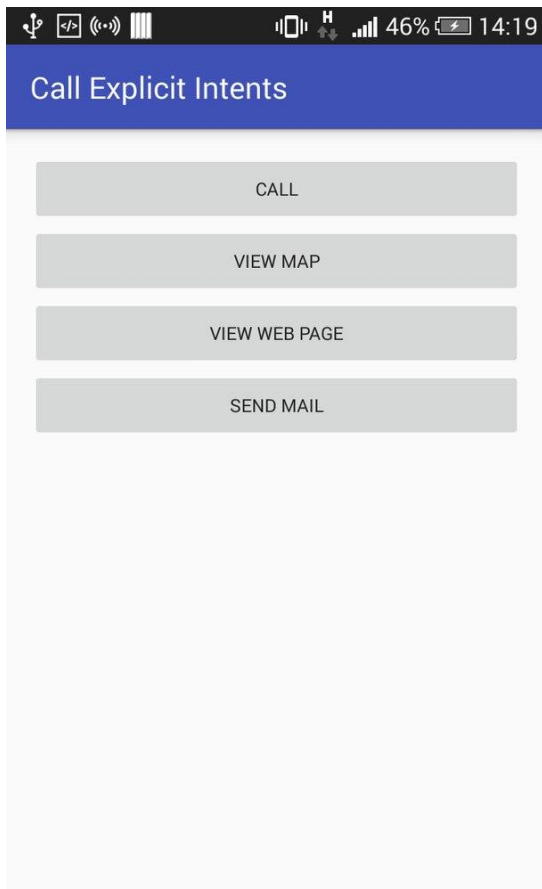 H 46% 14:19
Call Explicit Intents
CALL
VIEW MAP
VIEW WEB PAGE
SEND MAIL